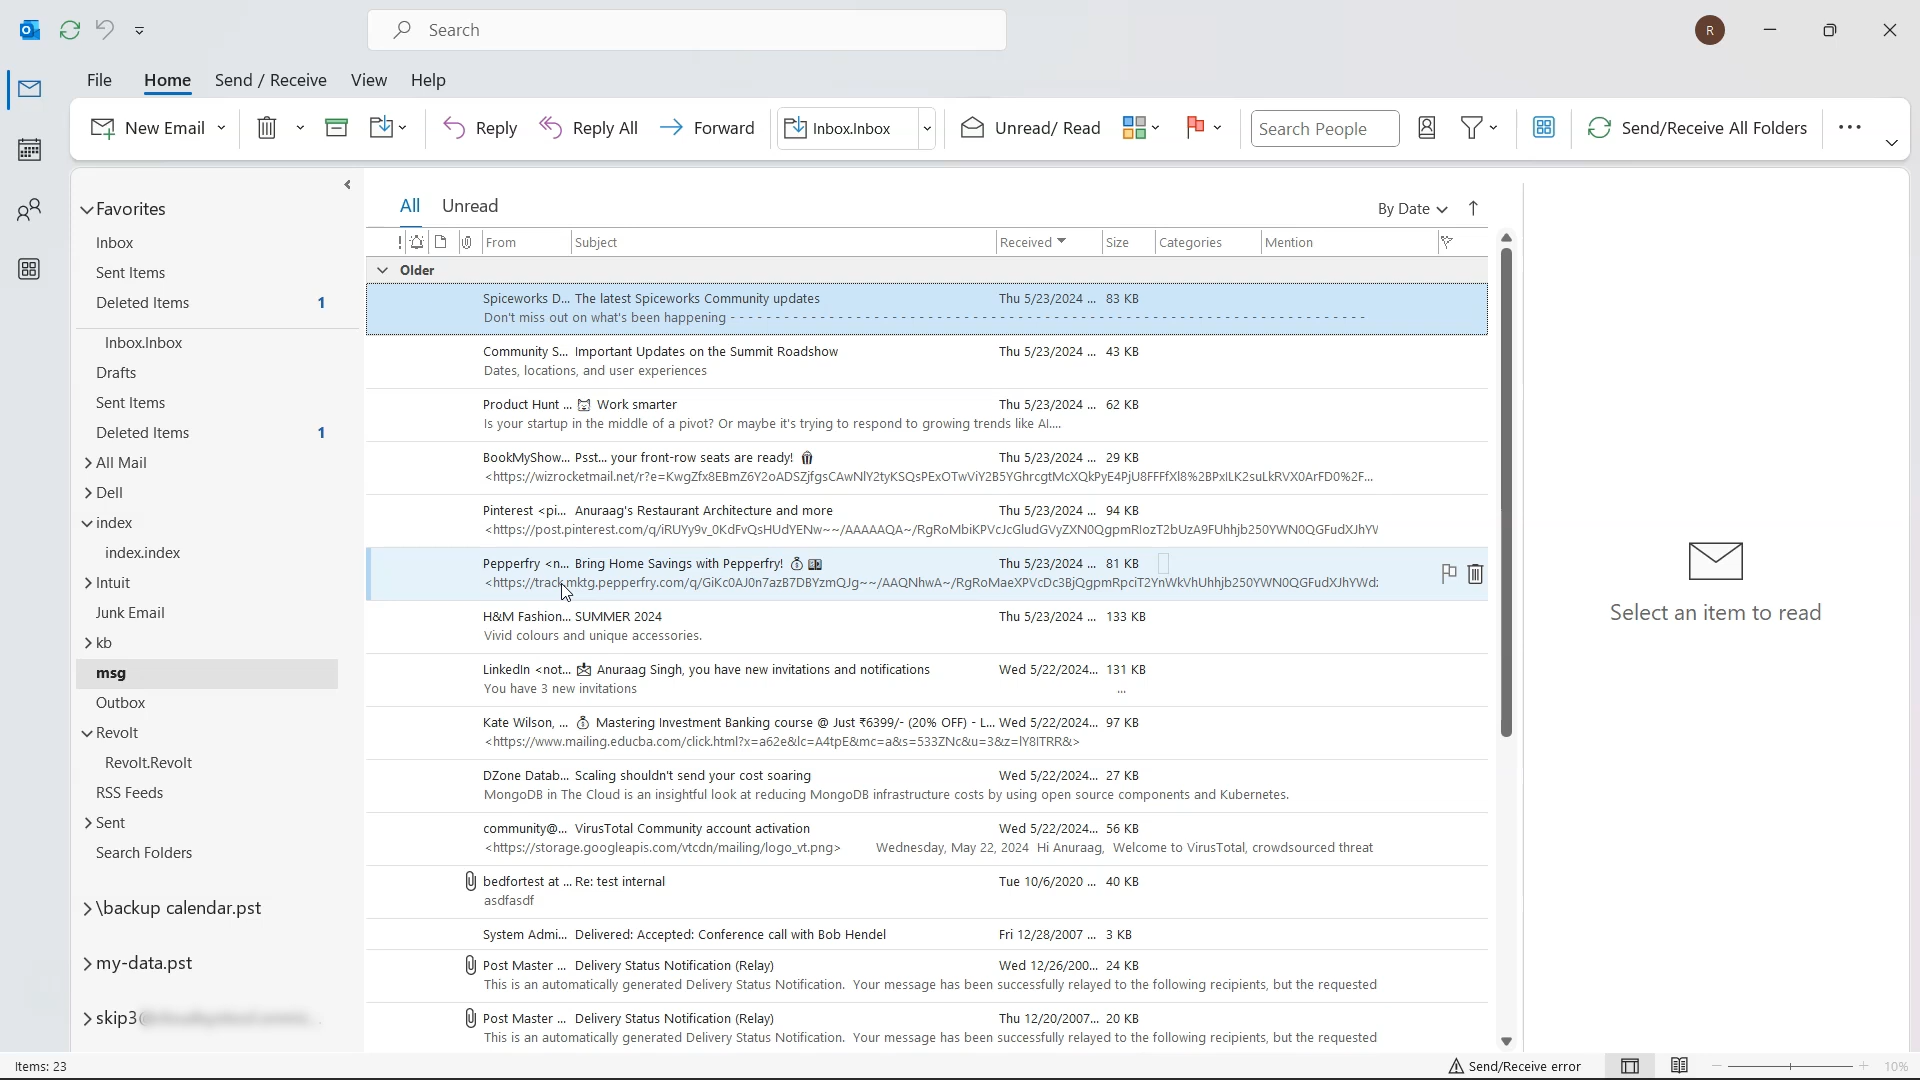 Search
R
File Home Send / Receive View Help
New Email
Reply Reply All Forward Inbox.Inbox Unread/ Read Search People Send/Receive All Folders
Favorites
Inbox
Sent Items
Deleted Items 1
Inbox.Inbox
Drafts
Sent Items
Deleted Items 1
All Mail
Dell
index
index.index
Intuit
Junk Email
kb
msg
Outbox
Revolt
Revolt.Revolt
RSS Feeds
Sent
Search Folders
\backup calendar.pst
my-data.pst
skip3
All Unread By Date
! From Subject Received Size Categories Mention
Older
Spiceworks D... The latest Spiceworks Community updates Thu 5/23/2024 ... 83 KB
Don't miss out on what's been happening - - - - - - - - - - - - - - - - - - - - - - - - - - - - - - - - - - - - - - - - - - - - - - - - - - - - - - - - - - - - - - - - - - - - - -
Community S... Important Updates on the Summit Roadshow Thu 5/23/2024 ... 43 KB
Dates, locations, and user experiences
Product Hunt ... 😸 Work smarter Thu 5/23/2024 ... 62 KB
Is your startup in the middle of a pivot? Or maybe it's trying to respond to growing trends like AI....
BookMyShow... Psst... your front-row seats are ready! 🍿 Thu 5/23/2024 ... 29 KB
Pinterest <pi... Anuraag's Restaurant Architecture and more Thu 5/23/2024 ... 94 KB
Pepperfry <n... Bring Home Savings with Pepperfry! 💰 💵 Thu 5/23/2024 ... 81 KB
H&M Fashion... SUMMER 2024 Thu 5/23/2024 ... 133 KB
Vivid colours and unique accessories.
LinkedIn <not... 📩 Anuraag Singh, you have new invitations and notifications Wed 5/22/2024... 131 KB
You have 3 new invitations ...
Kate Wilson, ... 💰 Mastering Investment Banking course @ Just ₹6399/- (20% OFF) - L... Wed 5/22/2024... 97 KB
<https://www.mailing.educba.com/click.html?x=a62e&lc=A4tpE&mc=a&s=533ZNc&u=3&z=lY8ITRR&>
DZone Datab... Scaling shouldn't send your cost soaring Wed 5/22/2024... 27 KB
MongoDB in The Cloud is an insightful look at reducing MongoDB infrastructure costs by using open source components and Kubernetes.
community@... VirusTotal Community account activation Wed 5/22/2024... 56 KB
<https://storage.googleapis.com/vtcdn/mailing/logo_vt.png> Wednesday, May 22, 2024 Hi Anuraag, Welcome to VirusTotal, crowdsourced threat
bedfortest at ... Re: test internal Tue 10/6/2020 ... 40 KB
asdfasdf
System Admi... Delivered: Accepted: Conference call with Bob Hendel Fri 12/28/2007 ... 3 KB
Post Master ... Delivery Status Notification (Relay) Wed 12/26/200... 24 KB
This is an automatically generated Delivery Status Notification. Your message has been successfully relayed to the following recipients, but the requested
Post Master ... Delivery Status Notification (Relay) Thu 12/20/2007... 20 KB
This is an automatically generated Delivery Status Notification. Your message has been successfully relayed to the following recipients, but the requested
Select an item to read
Items: 23 Send/Receive error 10%